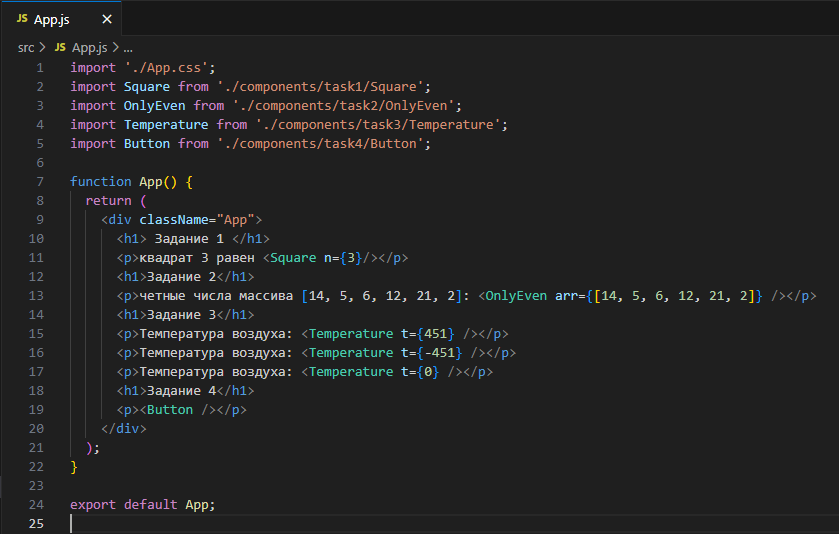 JS App.js ×
src > JS App.js > ...
1 import './App.css';
2 import Square from './components/task1/Square';
3 import OnlyEven from './components/task2/OnlyEven';
4 import Temperature from './components/task3/Temperature';
5 import Button from './components/task4/Button';
6
7 function App() {
8   return (
9     <div className="App">
10       <h1> Задание 1 </h1>
11       <p>квадрат 3 равен <Square n={3}/></p>
12       <h1>Задание 2</h1>
13       <p>четные числа массива [14, 5, 6, 12, 21, 2]: <OnlyEven arr={[14, 5, 6, 12, 21, 2]} /></p>
14       <h1>Задание 3</h1>
15       <p>Температура воздуха: <Temperature t={451} /></p>
16       <p>Температура воздуха: <Temperature t={-451} /></p>
17       <p>Температура воздуха: <Temperature t={0} /></p>
18       <h1>Задание 4</h1>
19       <p><Button /></p>
20     </div>
21   );
22 }
23
24 export default App;
25